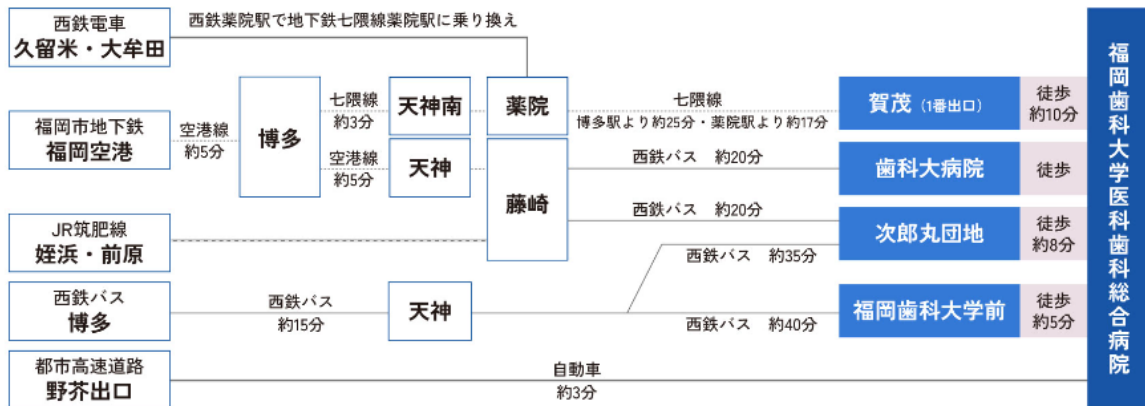 西鉄電車
久留米・大牟田
西鉄薬院駅で地下鉄七隈線薬院駅に乗り換え
福岡市地下鉄
福岡空港
空港線
約5分
博多
七隈線
約3分
天神南
薬院
七隈線
博多駅より約25分・薬院駅より約17分
賀茂（1番出口）
徒歩
約10分
空港線
約5分
天神
藤崎
西鉄バス 約20分
歯科大病院
徒歩
西鉄バス 約20分
次郎丸団地
徒歩
約8分
JR筑肥線
姪浜・前原
西鉄バス 約35分
西鉄バス
博多
西鉄バス
約15分
天神
西鉄バス 約40分
福岡歯科大学前
徒歩
約5分
都市高速道路
野芥出口
自動車
約3分
福岡歯科大学医科歯科総合病院